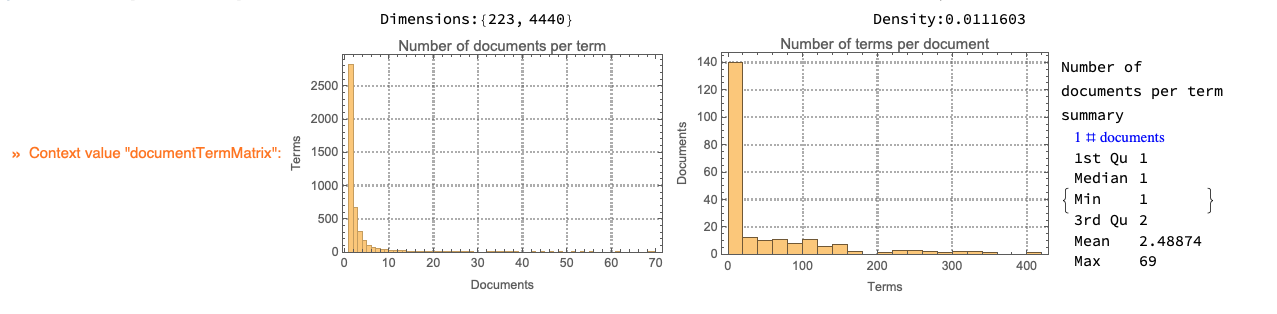 Dimensions:{223, 4440}
Density:0.0111603
» Context value "documentTermMatrix":
Number of documents per term
2500
2000
1500
1000
500
0
Terms
0 10 20 30 40 50 60 70
Documents
Number of terms per document
140
120
100
80
60
40
20
0
Documents
0 100 200 300 400
Terms
Number of
documents per term
summary
1 # documents
1st Qu 1
Median 1
{ Min 1 }
3rd Qu 2
Mean 2.48874
Max 69